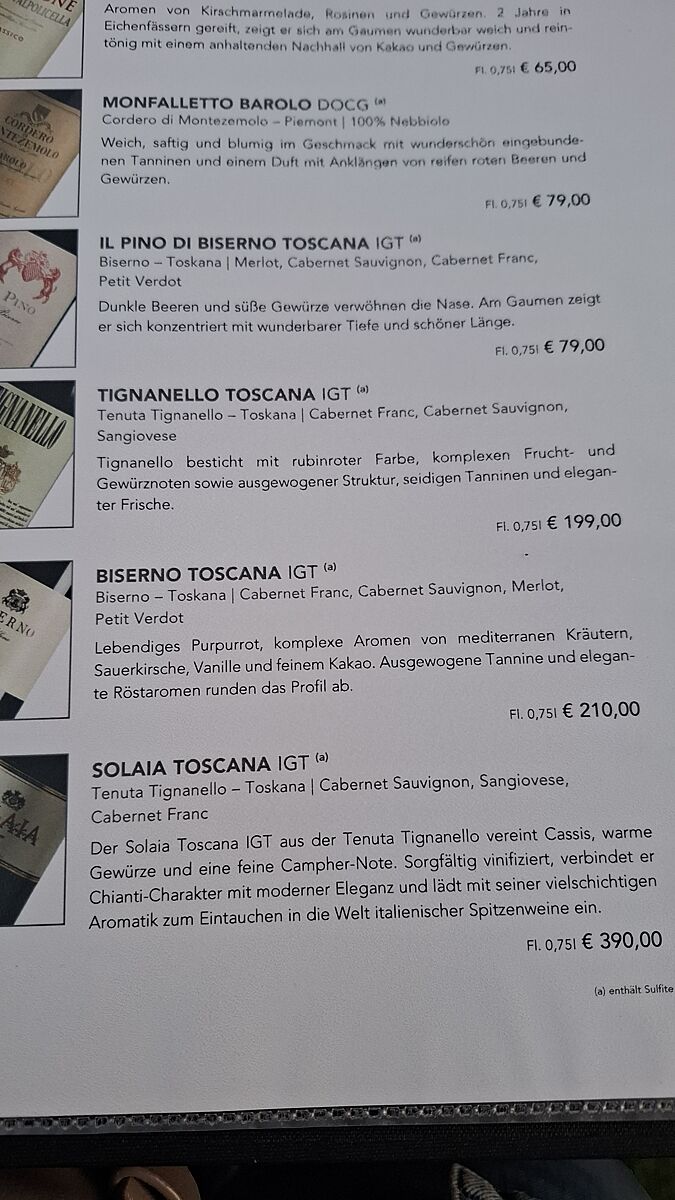 NE
ALPOLICELLA
SSICO
Aromen von Kirschmarmelade, Rosinen und Gewürzen. 2 Jahre in
Eichenfässern gereift, zeigt er sich am Gaumen wunderbar weich und rein-
tönig mit einem anhaltenden Nachhall von Kakao und Gewürzen.
Fl. 0,75l € 65,00
CORDERO
NTEZEMOLO
BAROLO
MONFALLETTO BAROLO DOCG (a)
Cordero di Montezemolo – Piemont | 100% Nebbiolo
Weich, saftig und blumig im Geschmack mit wunderschön eingebunde-
nen Tanninen und einem Duft mit Anklängen von reifen roten Beeren und
Gewürzen.
Fl. 0,75l € 79,00
PINO
Biserno
IL PINO DI BISERNO TOSCANA IGT (a)
Biserno – Toskana | Merlot, Cabernet Sauvignon, Cabernet Franc,
Petit Verdot
Dunkle Beeren und süße Gewürze verwöhnen die Nase. Am Gaumen zeigt
er sich konzentriert mit wunderbarer Tiefe und schöner Länge.
Fl. 0,75l € 79,00
GNANELLO
TIGNANELLO TOSCANA IGT (a)
Tenuta Tignanello – Toskana | Cabernet Franc, Cabernet Sauvignon,
Sangiovese
Tignanello besticht mit rubinroter Farbe, komplexen Frucht- und
Gewürznoten sowie ausgewogener Struktur, seidigen Tanninen und elegan-
ter Frische.
Fl. 0,75l € 199,00
ERNO
BISERNO TOSCANA IGT (a)
Biserno – Toskana | Cabernet Franc, Cabernet Sauvignon, Merlot,
Petit Verdot
Lebendiges Purpurrot, komplexe Aromen von mediterranen Kräutern,
Sauerkirsche, Vanille und feinem Kakao. Ausgewogene Tannine und elegan-
te Röstaromen runden das Profil ab.
Fl. 0,75l € 210,00
LAIA
SOLAIA TOSCANA IGT (a)
Tenuta Tignanello – Toskana | Cabernet Sauvignon, Sangiovese,
Cabernet Franc
Der Solaia Toscana IGT aus der Tenuta Tignanello vereint Cassis, warme
Gewürze und eine feine Campher-Note. Sorgfältig vinifiziert, verbindet er
Chianti-Charakter mit moderner Eleganz und lädt mit seiner vielschichtigen
Aromatik zum Eintauchen in die Welt italienischer Spitzenweine ein.
Fl. 0,75l € 390,00
(a) enthält Sulfite